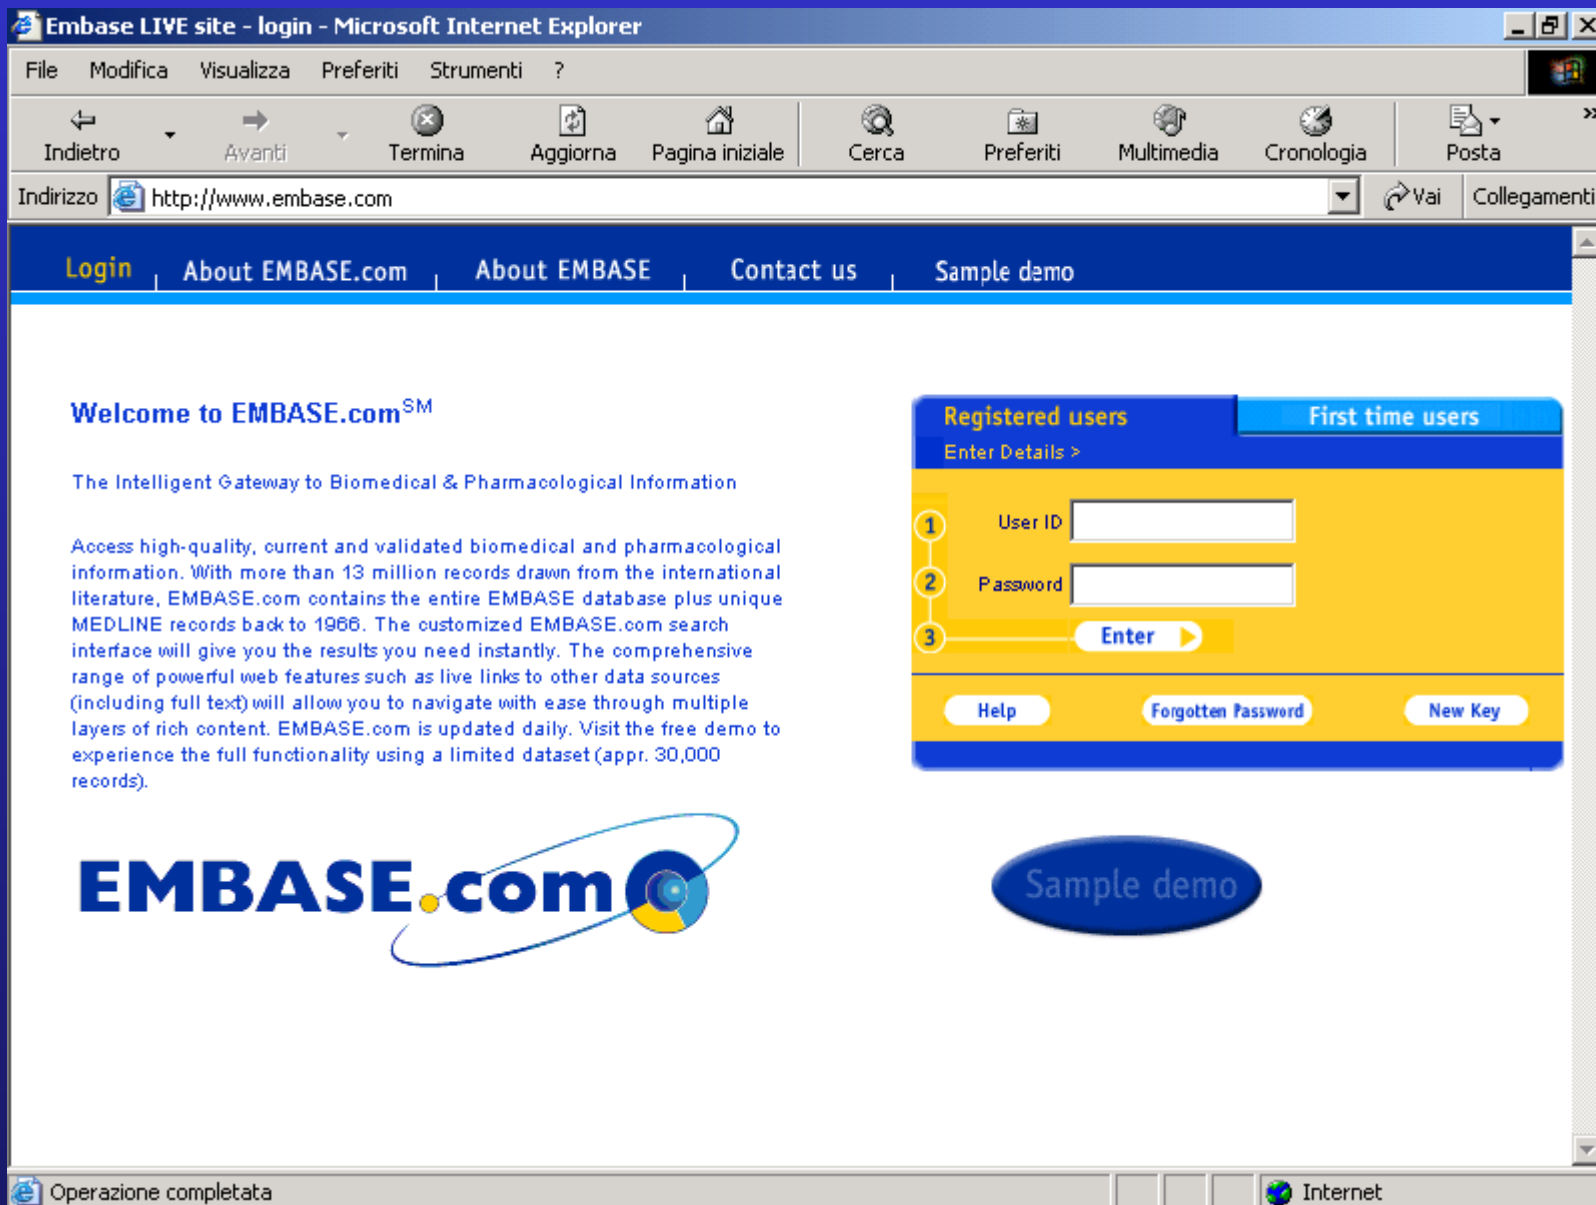 Embase LIVE site - login - Microsoft Internet Explorer
File Modifica Visualizza Preferiti Strumenti ?
Indietro Avanti Termina Aggiorna Pagina iniziale Cerca Preferiti Multimedia Cronologia Posta »
Indirizzo http://www.embase.com Vai Collegamenti
Login About EMBASE.com About EMBASE Contact us Sample demo
Welcome to EMBASE.com SM
The Intelligent Gateway to Biomedical & Pharmacological Information
Access high-quality, current and validated biomedical and pharmacological
information. With more than 13 million records drawn from the international
literature, EMBASE.com contains the entire EMBASE database plus unique
MEDLINE records back to 1966. The customized EMBASE.com search
interface will give you the results you need instantly. The comprehensive
range of powerful web features such as live links to other data sources
(including full text) will allow you to navigate with ease through multiple
layers of rich content. EMBASE.com is updated daily. Visit the free demo to
experience the full functionality using a limited dataset (appr. 30,000
records).
EMBASE.com
Registered users First time users
Enter Details >
1 User ID
2 Password
3 Enter
Help Forgotten Password New Key
Sample demo
Operazione completata Internet